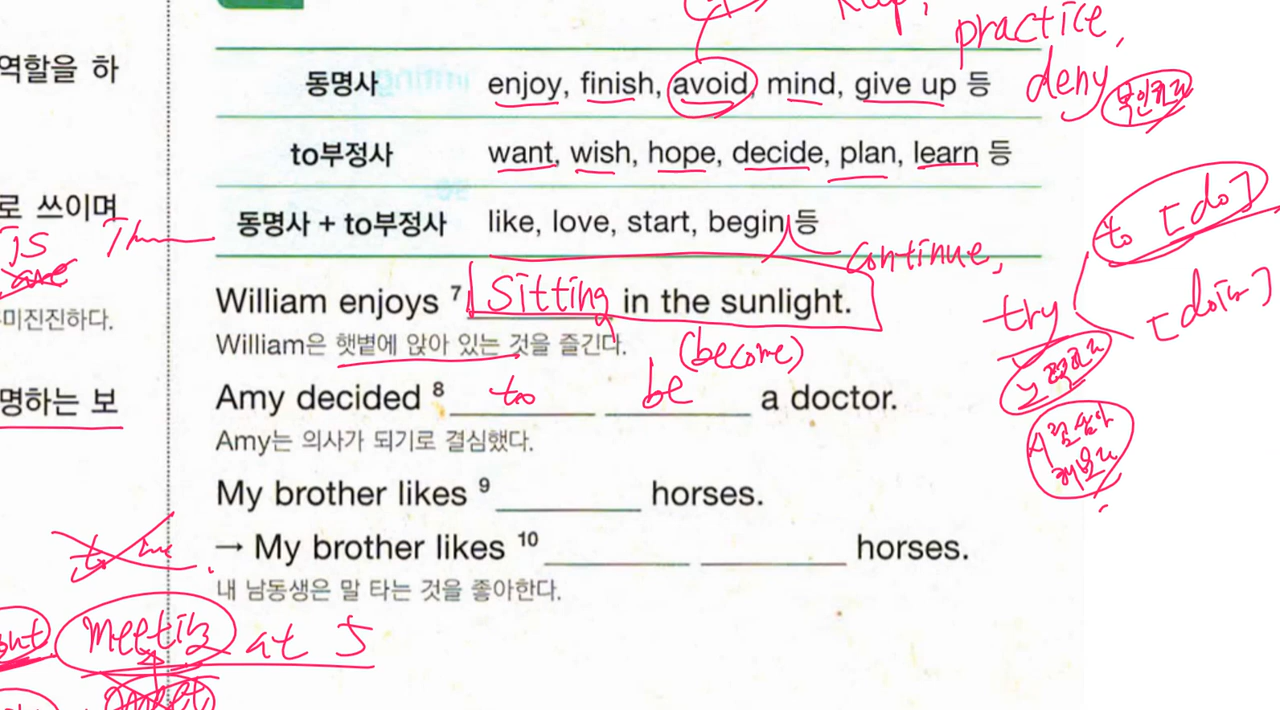 practice,
동명사 enjoy, finish, avoid, mind, give up 등 deny 부인하다
to부정사 want, wish, hope, decide, plan, learn 등
역할을 하
로 쓰이며
동명사 + to부정사 like, love, start, begin 등
to [do]
is
are
continue,
William enjoys 7 Sitting in the sunlight.
try
[doing]
미진진하다.
William은 햇볕에 앉아 있는 것을 즐긴다.
(become)
노력하다
명하는 보
Amy decided 8 to be a doctor.
Amy는 의사가 되기로 결심했다.
시험삼아
해보다
My brother likes 9 ________ horses.
→ My brother likes 10 ________ ________ horses.
내 남동생은 말 타는 것을 좋아한다.
meeting at 5